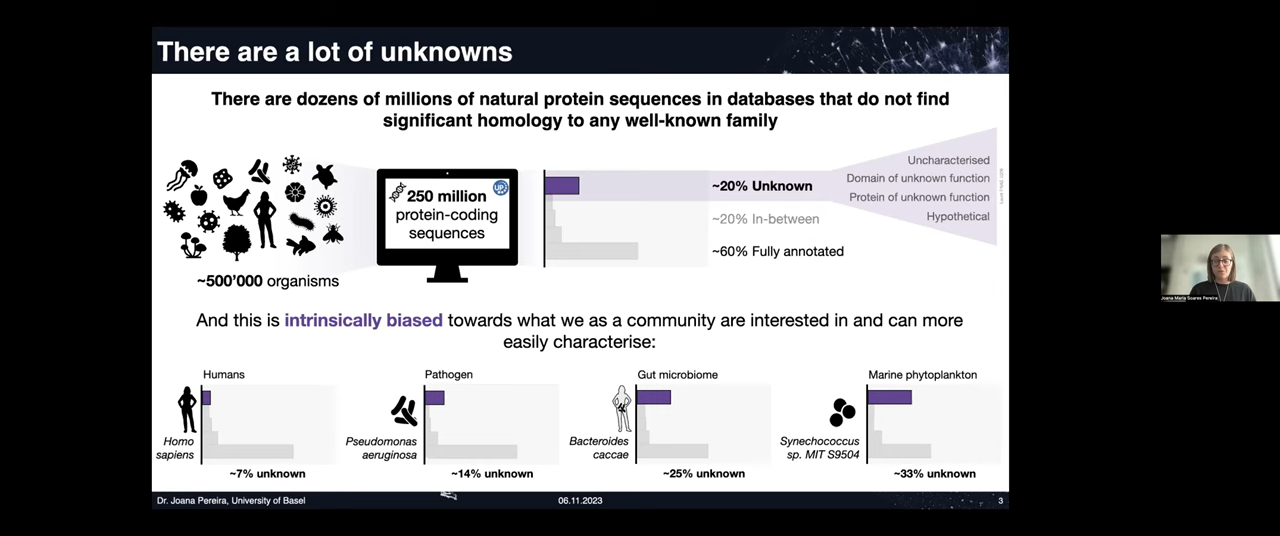 There are a lot of unknowns
There are dozens of millions of natural protein sequences in databases that do not find
significant homology to any well-known family
250 million
protein-coding
sequences
UP
~500'000 organisms
~20% Unknown
~20% In-between
~60% Fully annotated
Uncharacterised
Domain of unknown function
Protein of unknown function
Hypothetical
And this is intrinsically biased towards what we as a community are interested in and can more
easily characterise:
Humans
Homo
sapiens
~7% unknown
Pathogen
Pseudomonas
aeruginosa
~14% unknown
Gut microbiome
Bacteroides
caccae
~25% unknown
Marine phytoplankton
Synechococcus
sp. MIT S9504
~33% unknown
Dr. Joana Pereira, University of Basel
06.11.2023
3
Joana Maria Soares Pereira